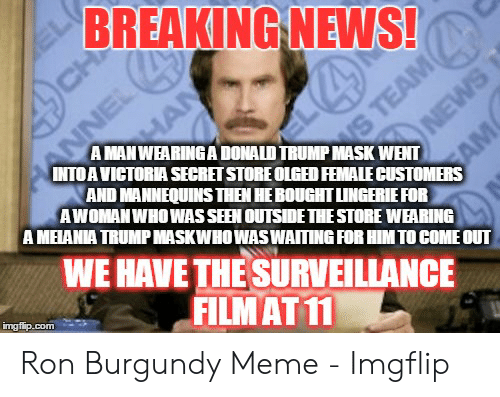 BREAKING NEWS!
A MAN WEARING A DONALD TRUMP MASK WENT
INTO A VICTORIA SECRET STORE OLGED FEMALE CUSTOMERS
AND MANNEQUINS THEN HE BOUGHT LINGERIE FOR
A WOMAN WHO WAS SEEN OUTSIDE THE STORE WEARING
A MELANIA TRUMP MASK WHO WAS WAITING FOR HIM TO COME OUT
WE HAVE THE SURVEILLANCE
FILM AT 11
imgflip.com
Ron Burgundy Meme - Imgflip